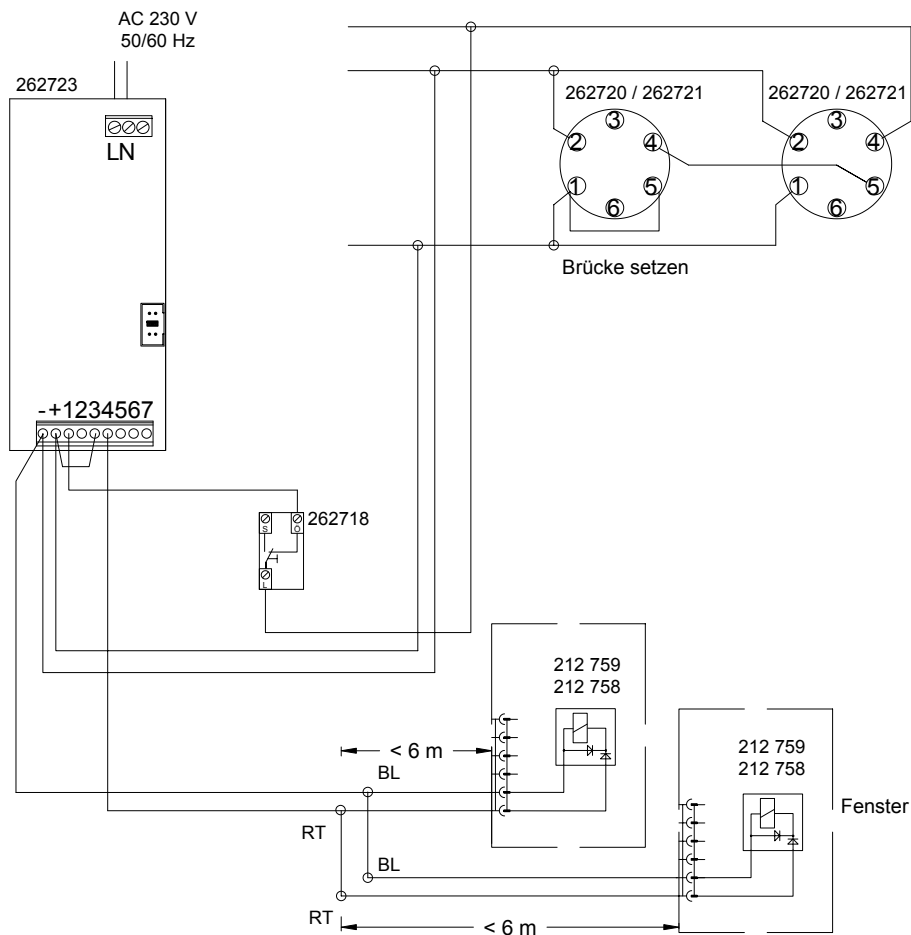 AC 230 V
50/60 Hz
262723
LN
-+1234567
262720 / 262721
3
2
4
1
5
6
262720 / 262721
3
2
4
1
5
6
Brücke setzen
262718
S
O
L
212 759
212 758
< 6 m
BL
RT
212 759
212 758
Fenster
BL
RT
< 6 m